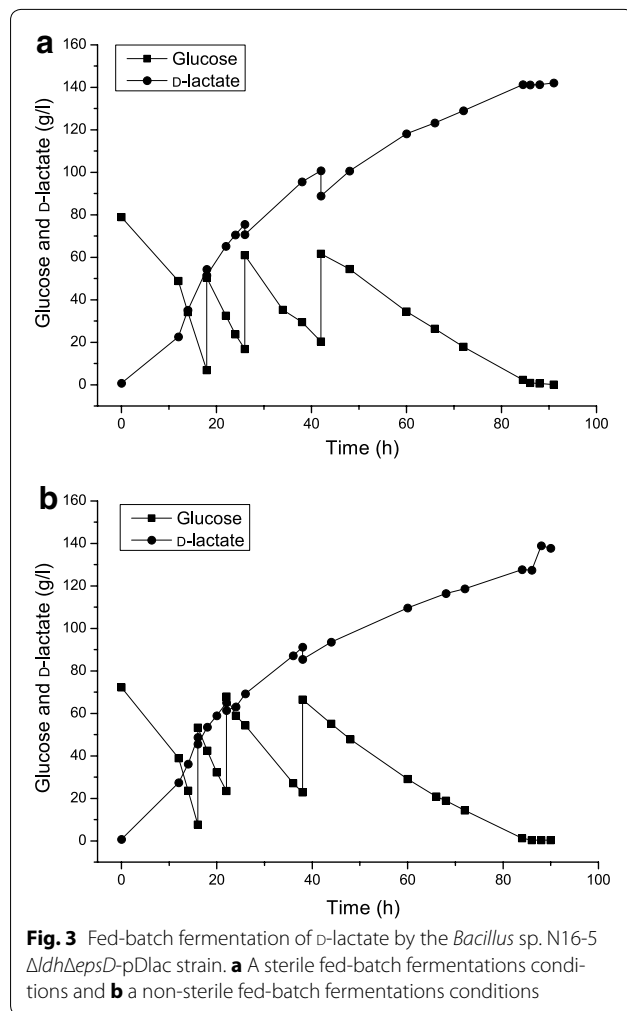 a
160
140
120
100
80
60
40
20
0
Glucose and D-lactate (g/l)
Glucose
D-lactate
0 20 40 60 80 100
Time (h)
b
160
140
120
100
80
60
40
20
0
Glucose and D-lactate (g/l)
Glucose
D-lactate
0 20 40 60 80 100
Time (h)
Fig. 3 Fed-batch fermentation of D-lactate by the Bacillus sp. N16-5
ΔldhΔepsD-pDlac strain. a A sterile fed-batch fermentations condi-
tions and b a non-sterile fed-batch fermentations conditions